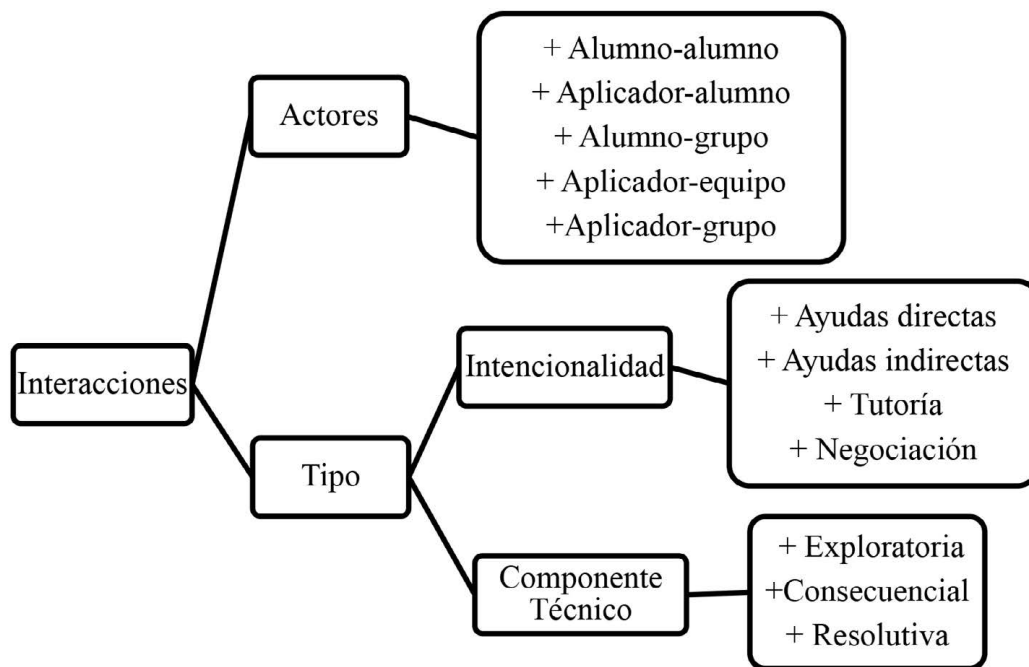 + Alumno-alumno
+ Aplicador-alumno
+ Alumno-grupo
+ Aplicador-equipo
+Aplicador-grupo
Actores
Interacciones
Tipo
Intencionalidad
+ Ayudas directas
+ Ayudas indirectas
+ Tutoría
+ Negociación
Componente
Técnico
+ Exploratoria
+Consecuencial
+ Resolutiva